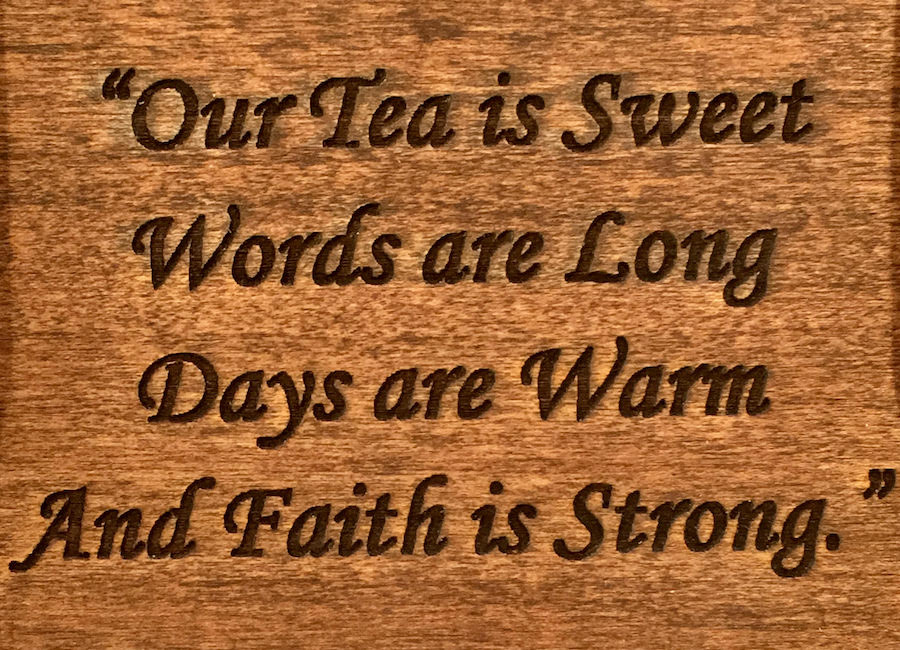 “Our Tea is Sweet
Words are Long
Days are Warm
And Faith is Strong.”